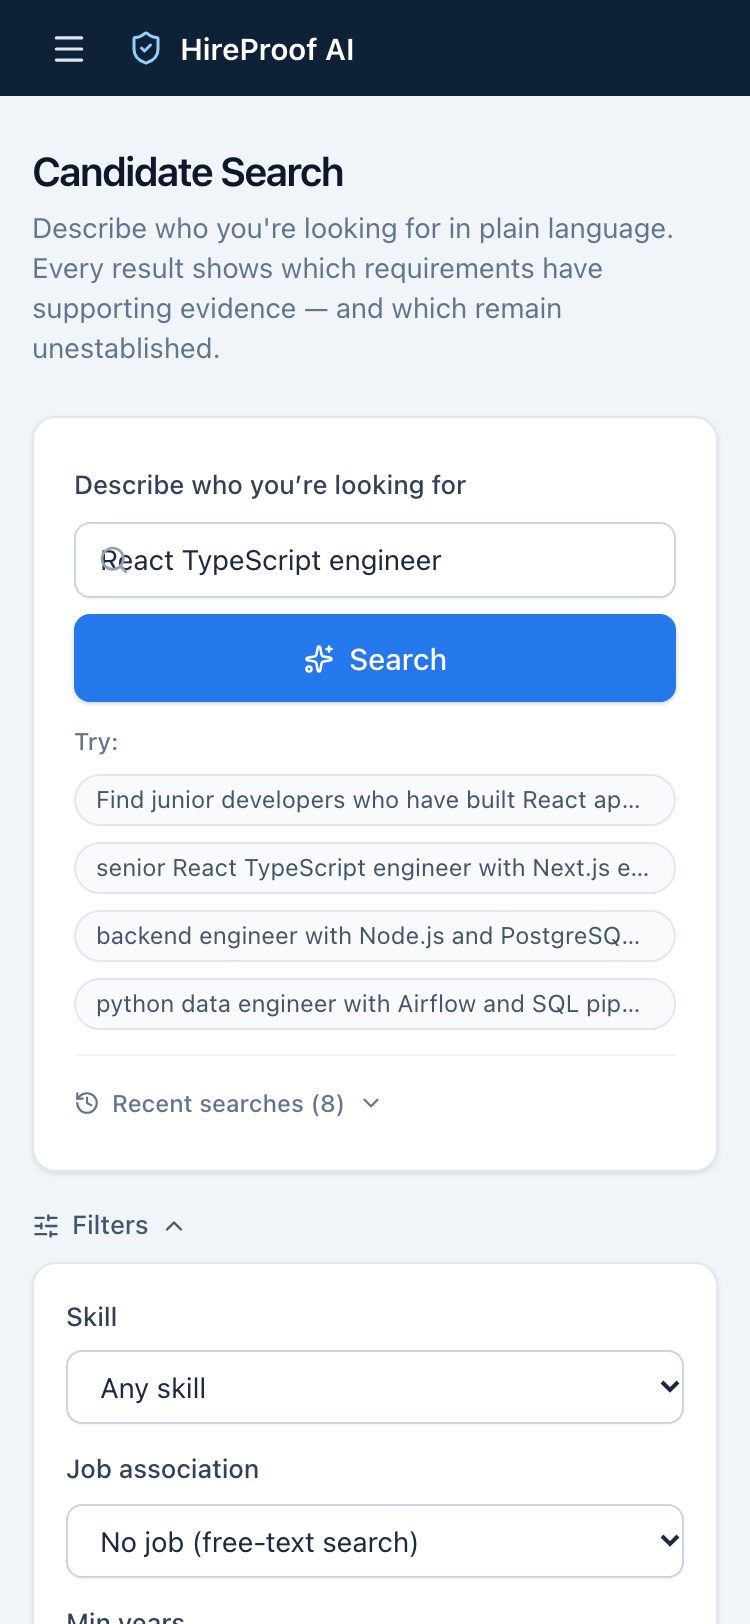 HireProof AI
Candidate Search
Describe who you're looking for in plain language.
Every result shows which requirements have
supporting evidence — and which remain
unestablished.
Describe who you’re looking for
React TypeScript engineer
Search
Try:
Find junior developers who have built React ap...
senior React TypeScript engineer with Next.js e...
backend engineer with Node.js and PostgreSQ...
python data engineer with Airflow and SQL pip...
Recent searches (8)
Filters
Skill
Any skill
Job association
No job (free-text search)
Min years